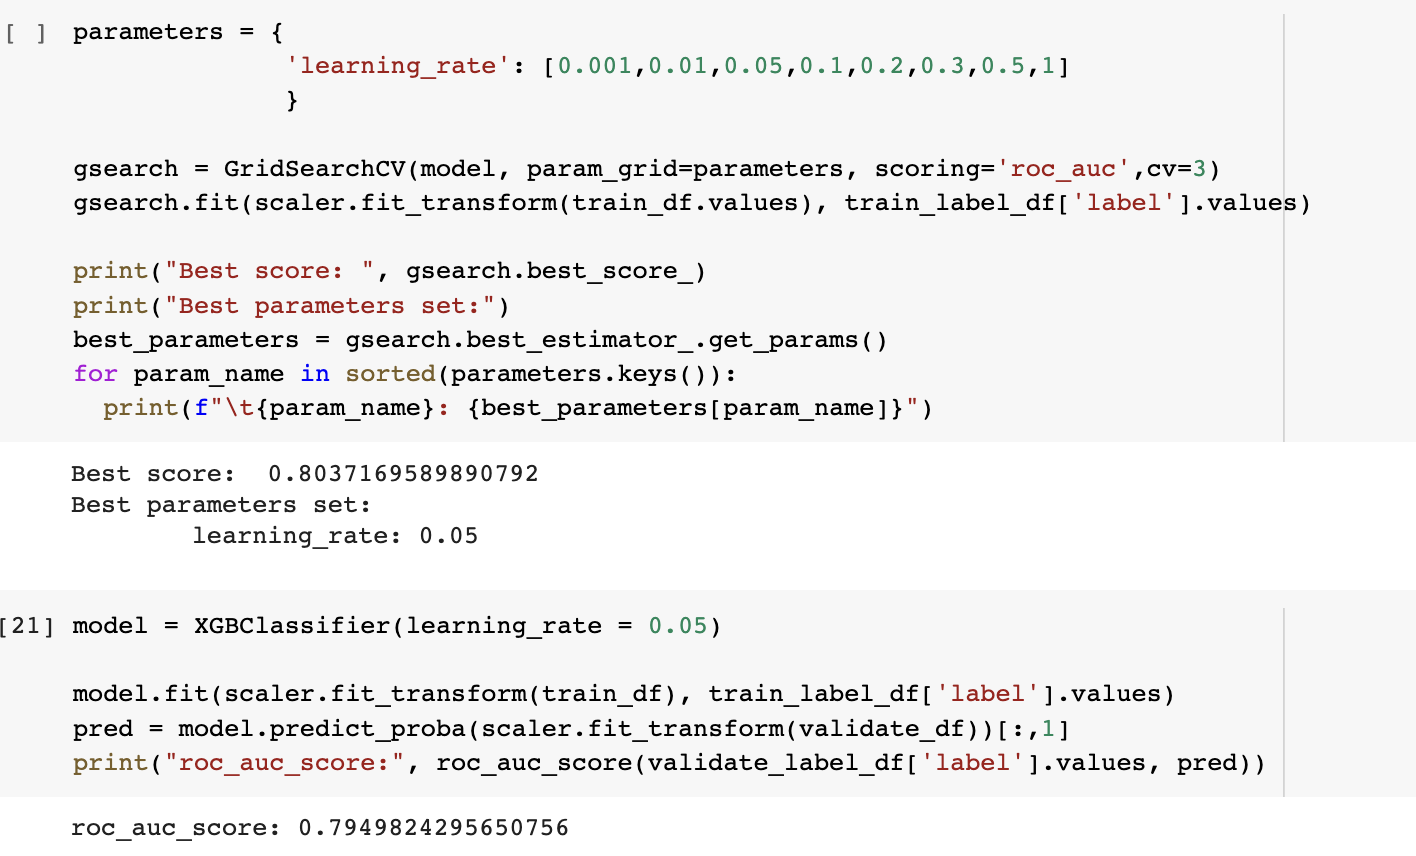 [ ] parameters = {
'learning_rate': [0.001,0.01,0.05,0.1,0.2,0.3,0.5,1]
}
gsearch = GridSearchCV(model, param_grid=parameters, scoring='roc_auc',cv=3)
gsearch.fit(scaler.fit_transform(train_df.values), train_label_df['label'].values)
print("Best score: ", gsearch.best_score_)
print("Best parameters set:")
best_parameters = gsearch.best_estimator_.get_params()
for param_name in sorted(parameters.keys()):
print(f"\t{param_name}: {best_parameters[param_name]}")
Best score:  0.8037169589890792
Best parameters set:
learning_rate: 0.05
[21] model = XGBClassifier(learning_rate = 0.05)
model.fit(scaler.fit_transform(train_df), train_label_df['label'].values)
pred = model.predict_proba(scaler.fit_transform(validate_df))[:,1]
print("roc_auc_score:", roc_auc_score(validate_label_df['label'].values, pred))
roc_auc_score: 0.7949824295650756